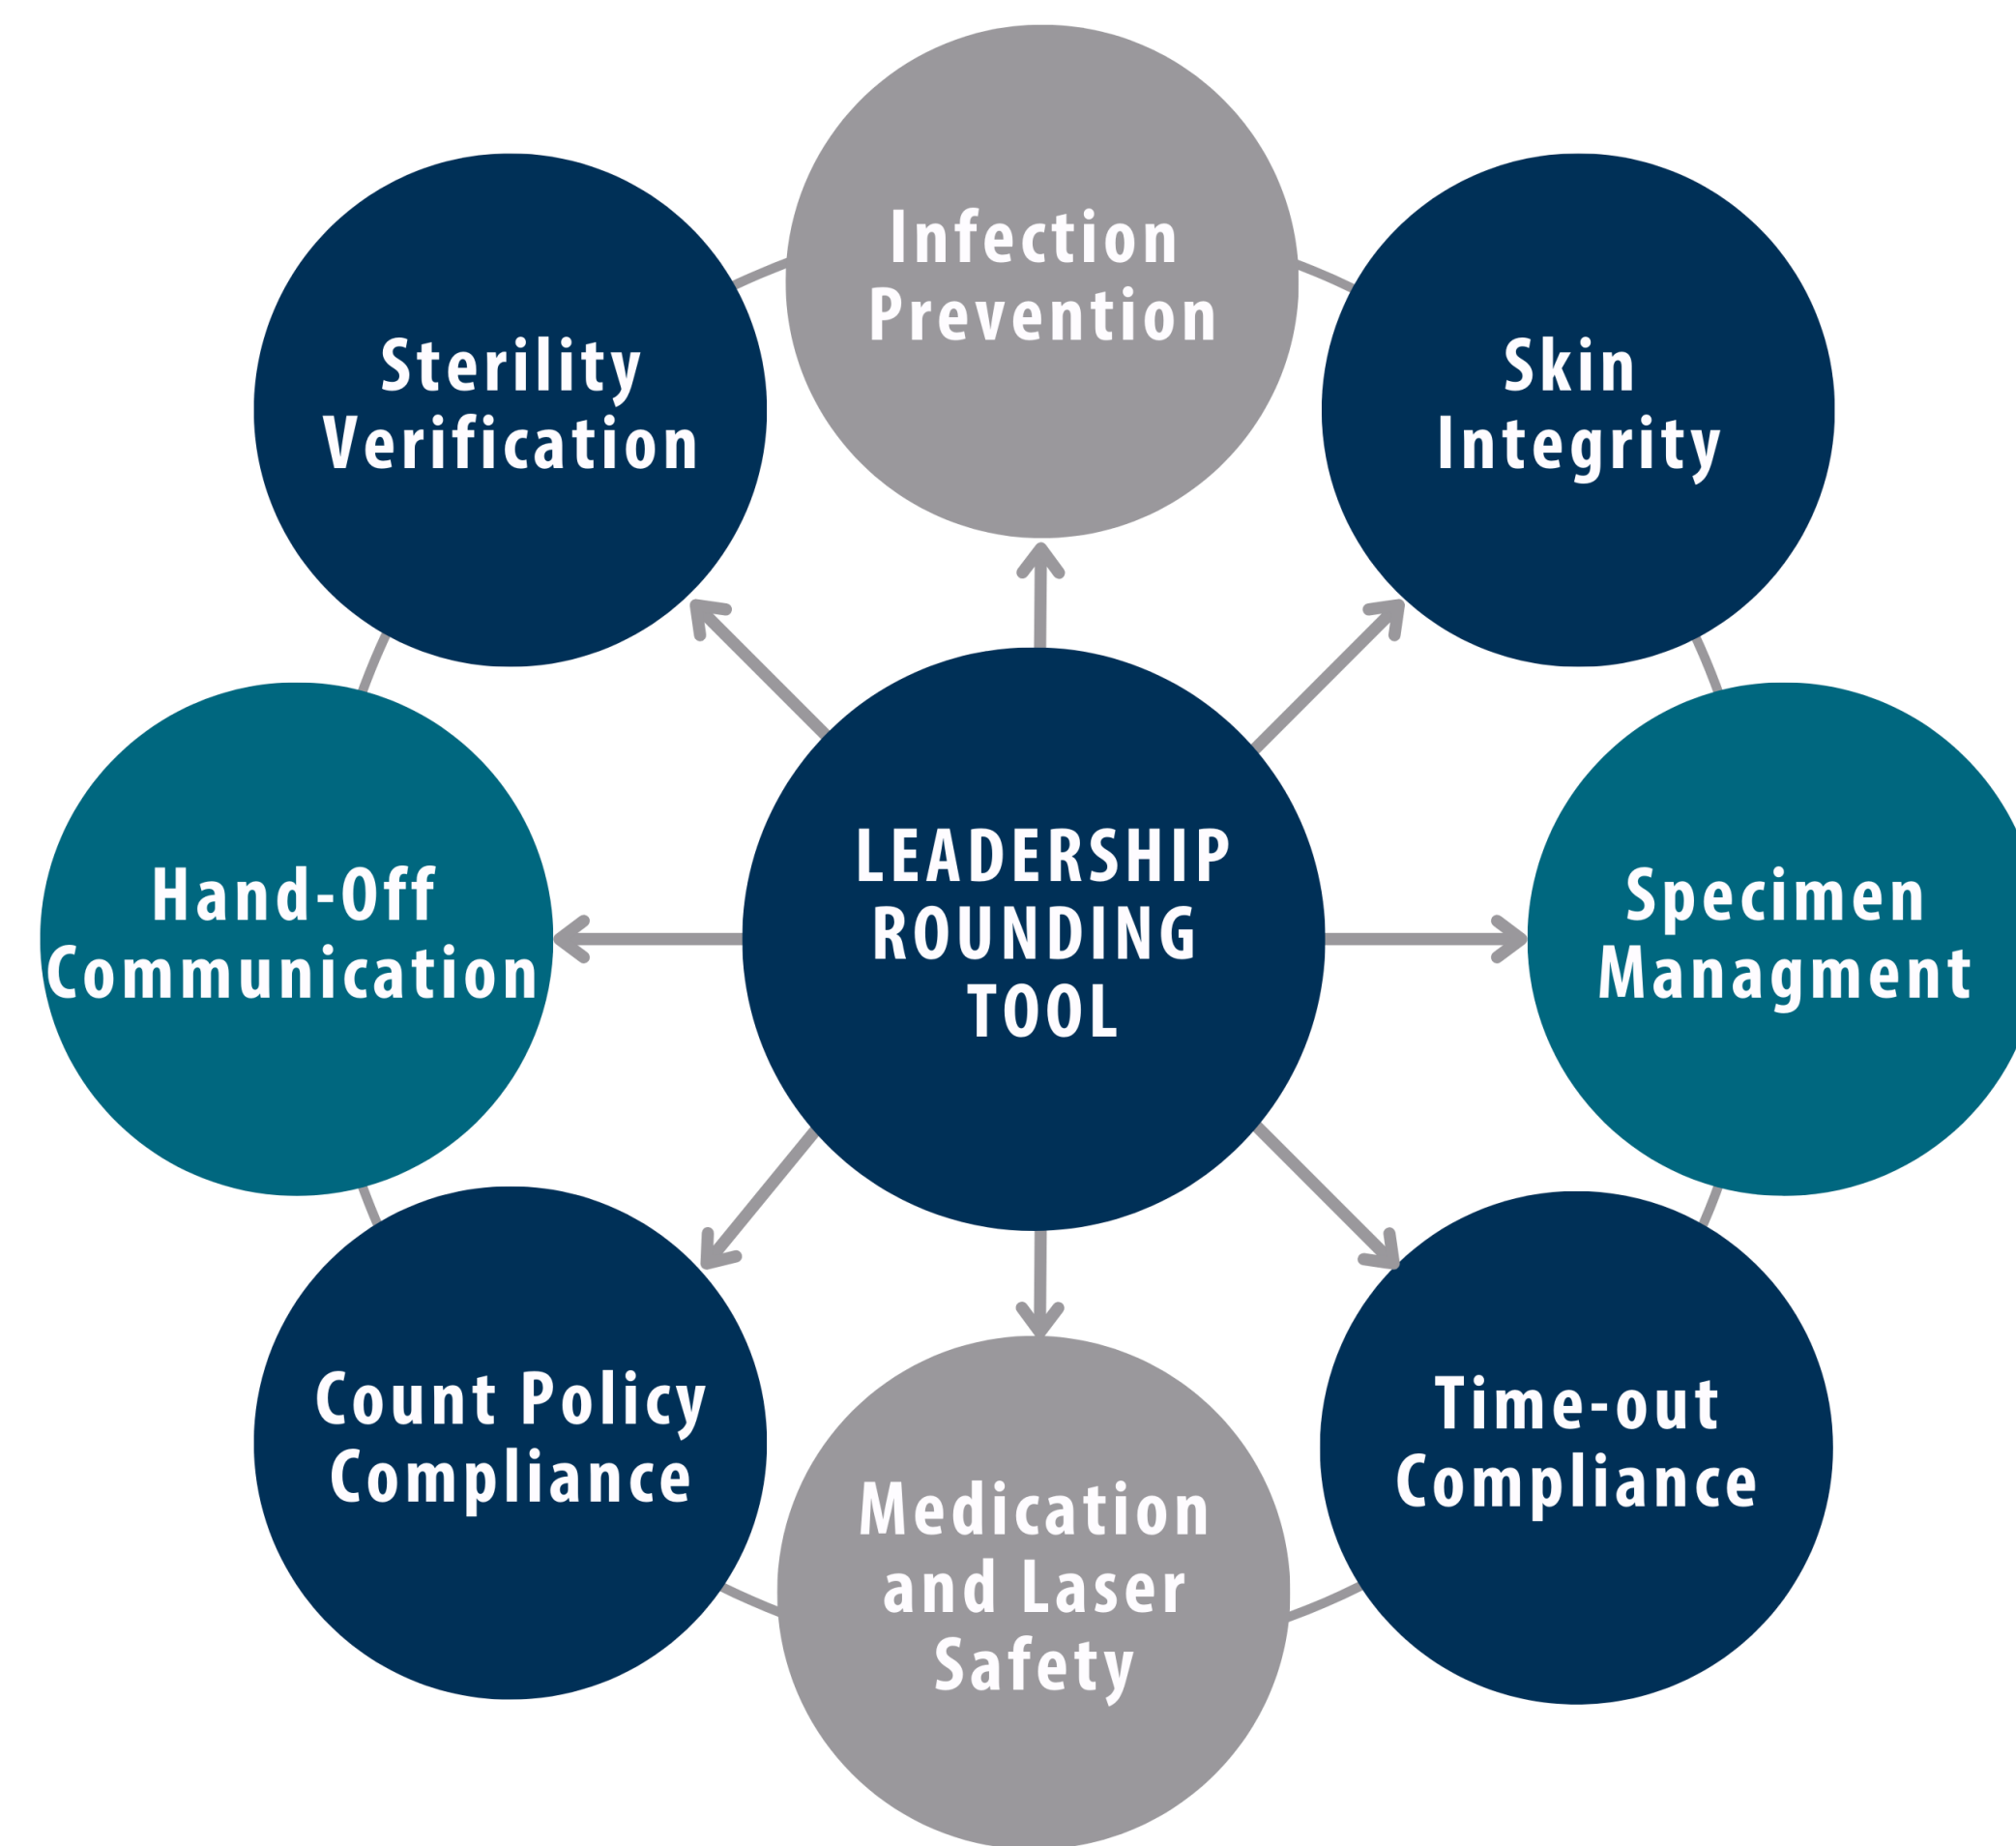 Infection
Prevention
Sterility
Verification
Skin
Integrity
LEADERSHIP
ROUNDING
TOOL
Hand-Off
Communication
Specimen
Managment
Count Policy
Compliance
Time-out
Compliance
Medication
and Laser
Safety